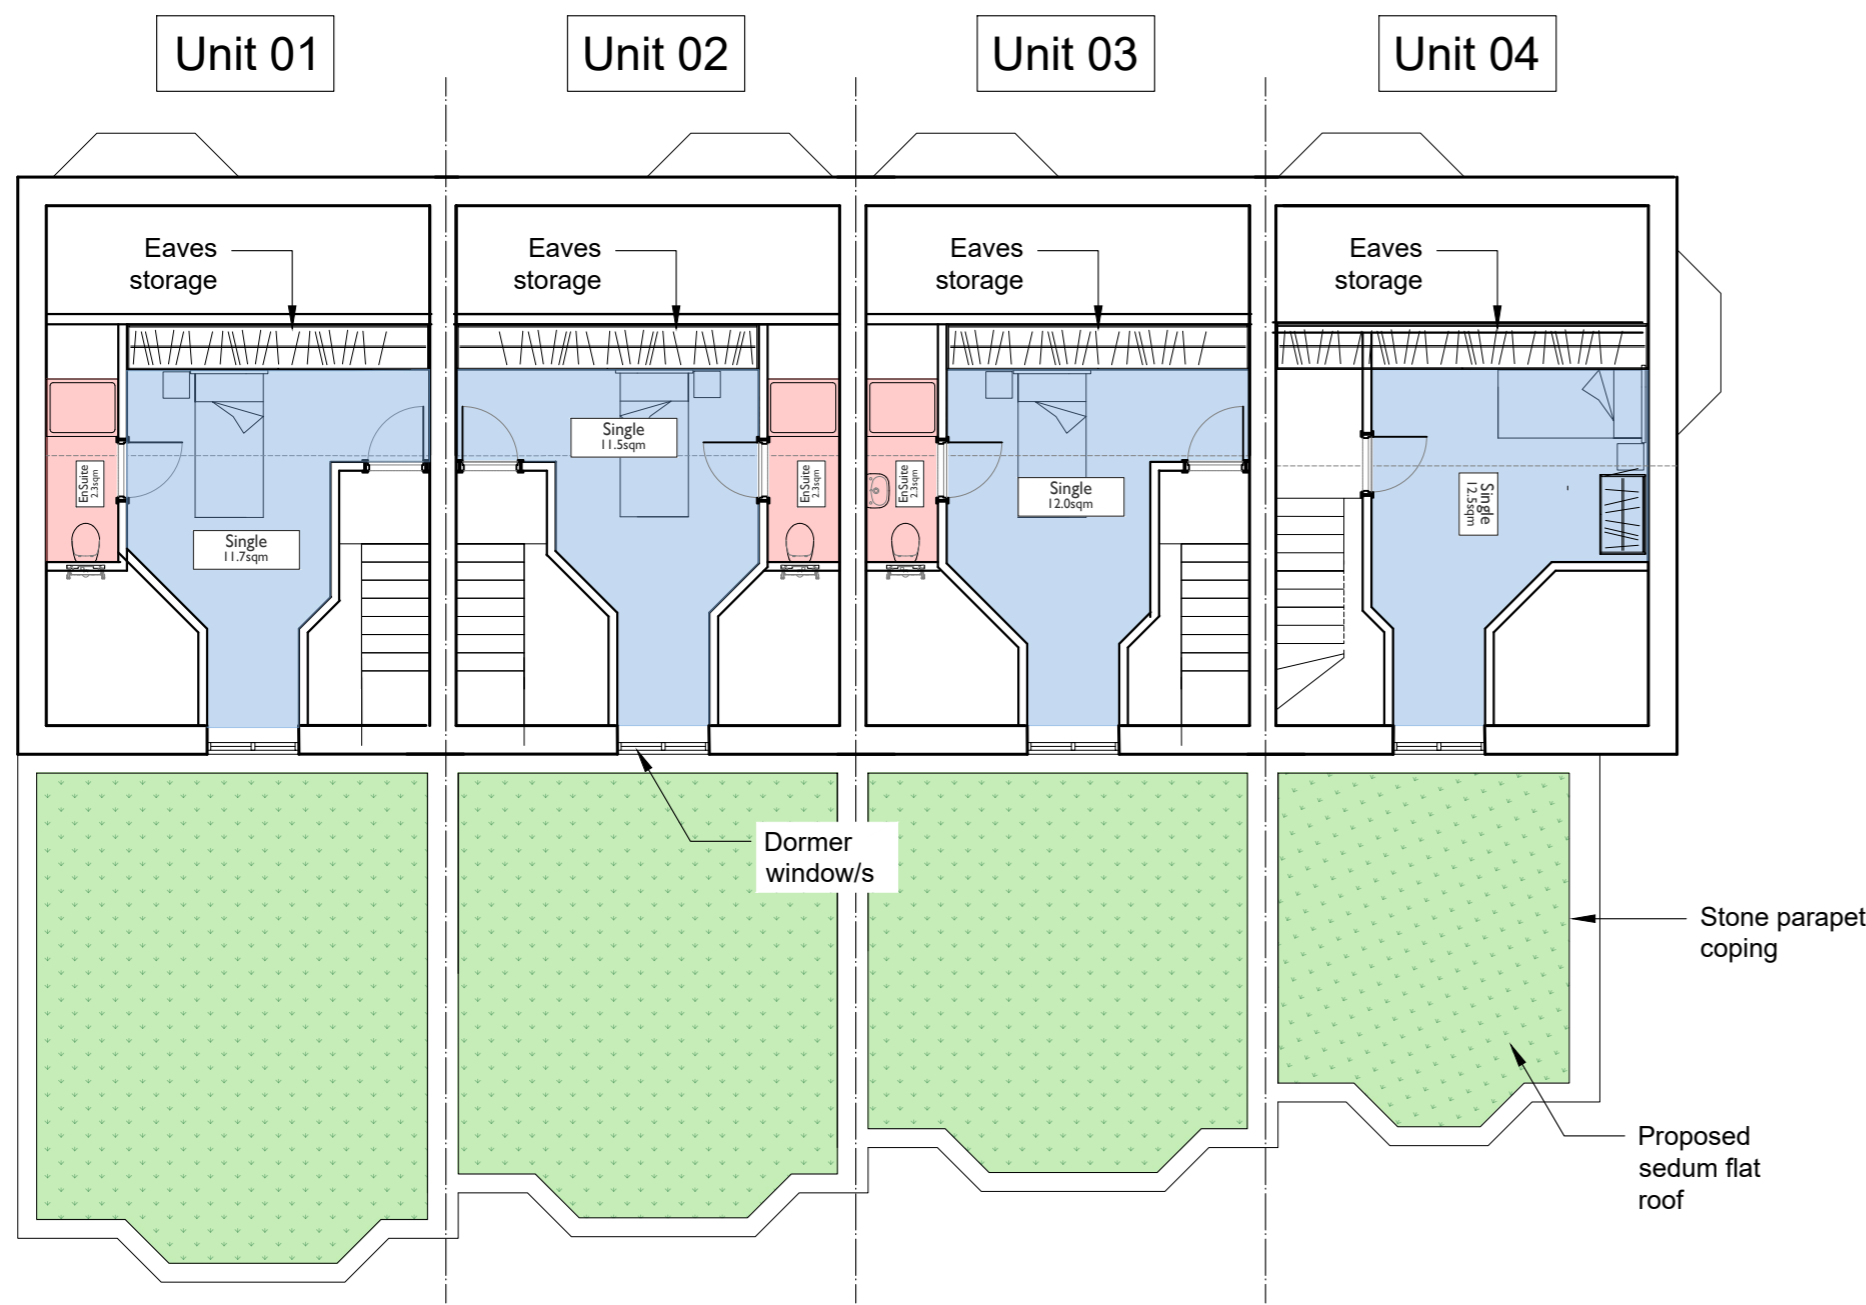 Unit 01
Unit 02
Unit 03
Unit 04
Eaves
storage
Eaves
storage
Eaves
storage
Eaves
storage
EnSuite
2.3sqm
Single
11.7sqm
Single
11.5sqm
EnSuite
2.3sqm
EnSuite
2.3sqm
Single
12.0sqm
Single
12.5sqm
Dormer
window/s
Stone parapet
coping
Proposed
sedum flat
roof